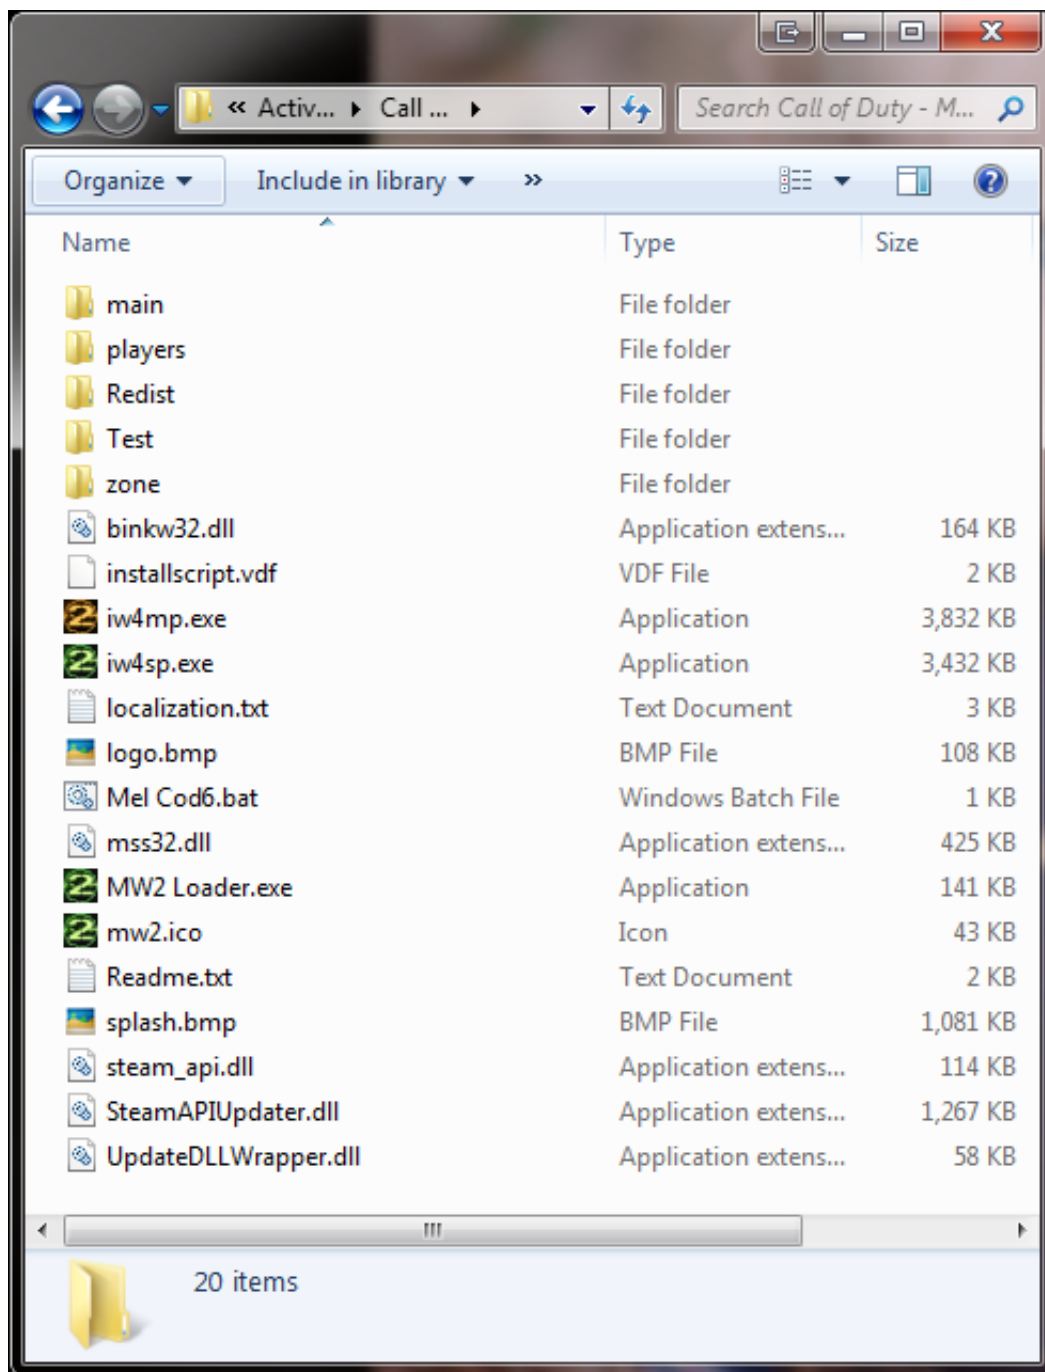 « Activ... Call ... Search Call of Duty - M...
Organize Include in library »
Name Type Size
main File folder
players File folder
Redist File folder
Test File folder
zone File folder
binkw32.dll Application extens... 164 KB
installscript.vdf VDF File 2 KB
iw4mp.exe Application 3,832 KB
iw4sp.exe Application 3,432 KB
localization.txt Text Document 3 KB
logo.bmp BMP File 108 KB
Mel Cod6.bat Windows Batch File 1 KB
mss32.dll Application extens... 425 KB
MW2 Loader.exe Application 141 KB
mw2.ico Icon 43 KB
Readme.txt Text Document 2 KB
splash.bmp BMP File 1,081 KB
steam_api.dll Application extens... 114 KB
SteamAPIUpdater.dll Application extens... 1,267 KB
UpdateDLLWrapper.dll Application extens... 58 KB
20 items